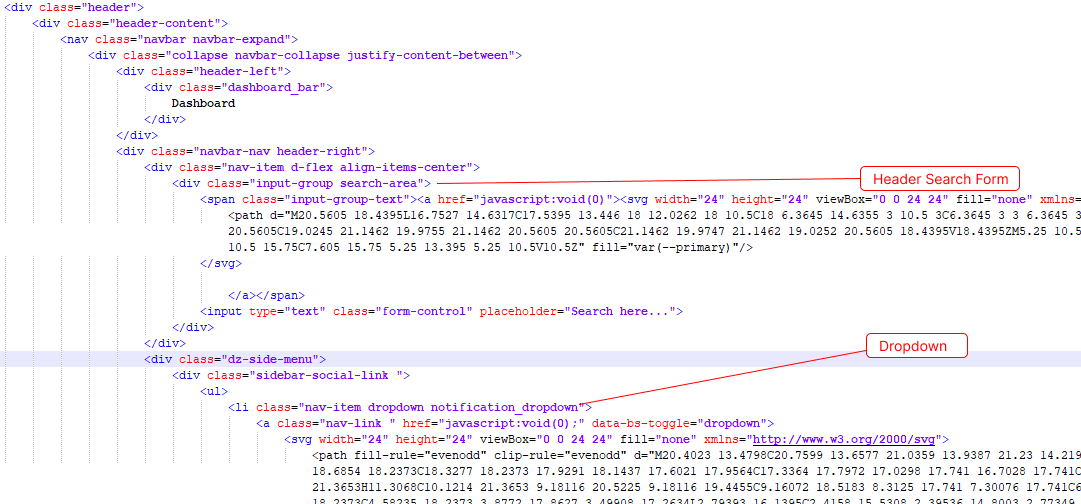 <div class="header">
<div class="header-content">
<nav class="navbar navbar-expand">
<div class="collapse navbar-collapse justify-content-between">
<div class="header-left">
<div class="dashboard_bar">
Dashboard
</div>
</div>
<div class="navbar-nav header-right">
<div class="nav-item d-flex align-items-center">
<div class="input-group search-area">
Header Search Form
<span class="input-group-text"><a href="javascript:void(0)"><svg width="24" height="24" viewBox="0 0 24 24" fill="none" xmlns=
<path d="M20.5605 18.4395L16.7527 14.6317C17.5395 13.446 18 12.0262 18 10.5C18 6.3645 14.6355 3 10.5 3C6.3645 3 3 6.3645 3
20.5605C19.0245 21.1462 19.9755 21.1462 20.5605 20.5605C21.1462 19.9747 21.1462 19.0252 20.5605 18.4395V18.4395ZM5.25 10.5
10.5 15.75C7.605 15.75 5.25 13.395 5.25 10.5V10.5Z" fill="var(--primary)"/>
</svg>
</a></span>
<input type="text" class="form-control" placeholder="Search here...">
</div>
</div>
Dropdown
<div class="dz-side-menu">
<div class="sidebar-social-link ">
<ul>
<li class="nav-item dropdown notification_dropdown">
<a class="nav-link " href="javascript:void(0);" data-bs-toggle="dropdown">
<svg width="24" height="24" viewBox="0 0 24 24" fill="none" xmlns="http://www.w3.org/2000/svg">
<path fill-rule="evenodd" clip-rule="evenodd" d="M20.4023 13.4798C20.7599 13.6577 21.0359 13.9387 21.23 14.219
18.6854 18.2373C18.3277 18.2373 17.9291 18.1437 17.6021 17.9564C17.3364 17.7972 17.0298 17.741 16.7028 17.741C
21.3653H11.3068C10.1214 21.3653 9.18116 20.5225 9.18116 19.4455C9.16072 18.5183 8.3125 17.741 7.30076 17.741C6